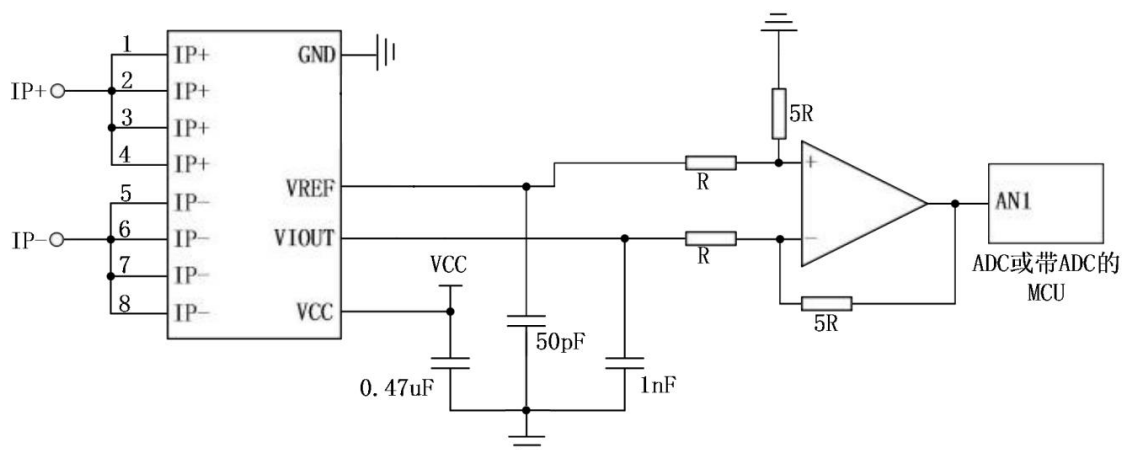 1 IP+
2 IP+
3 IP+
4 IP+
5 IP-
6 IP-
7 IP-
8 IP-
IP+
IP-
GND
VREF
VIOUT
VCC
VCC
0.47uF
50pF
1nF
R
R
5R
5R
+
-
AN1
ADC或带ADC的
MCU